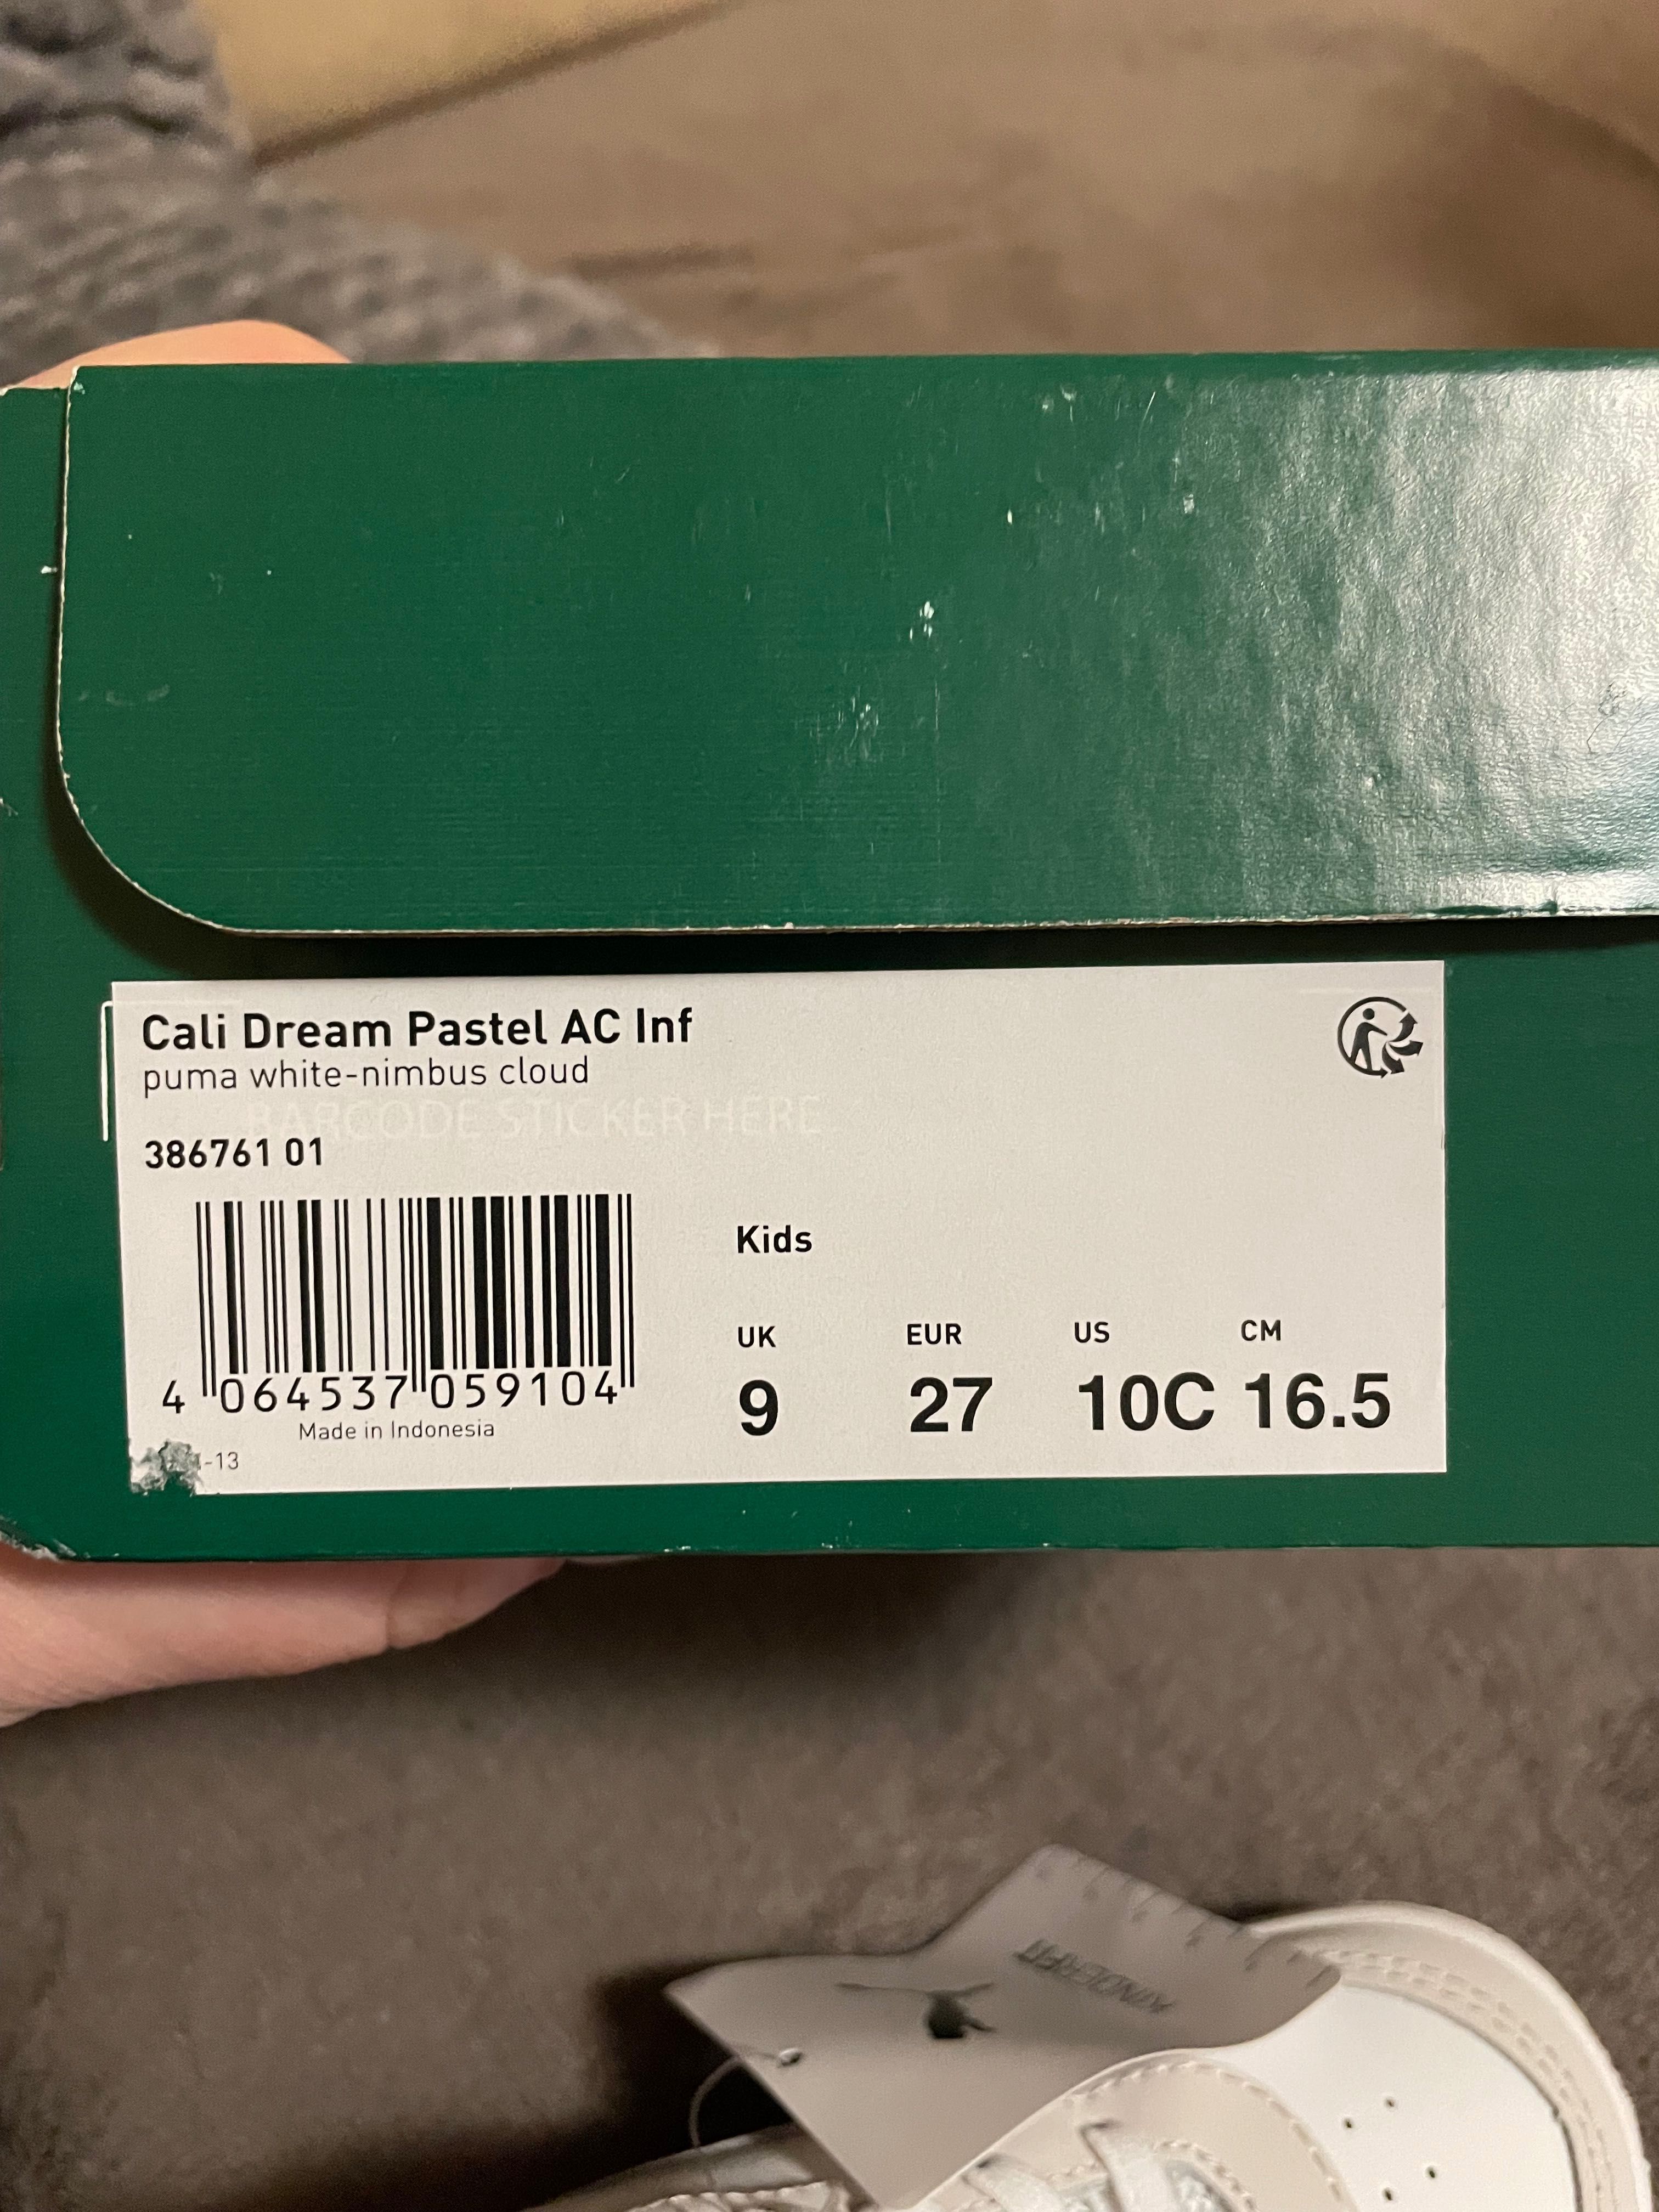 Cali Dream Pastel AC Inf
puma white-nimbus cloud
BARCODE STICKER HERE
386761 01
Kids
UK EUR US CM
9 27 10C 16.5
4 064537 059104
Made in Indonesia
-13
KINDERFIT